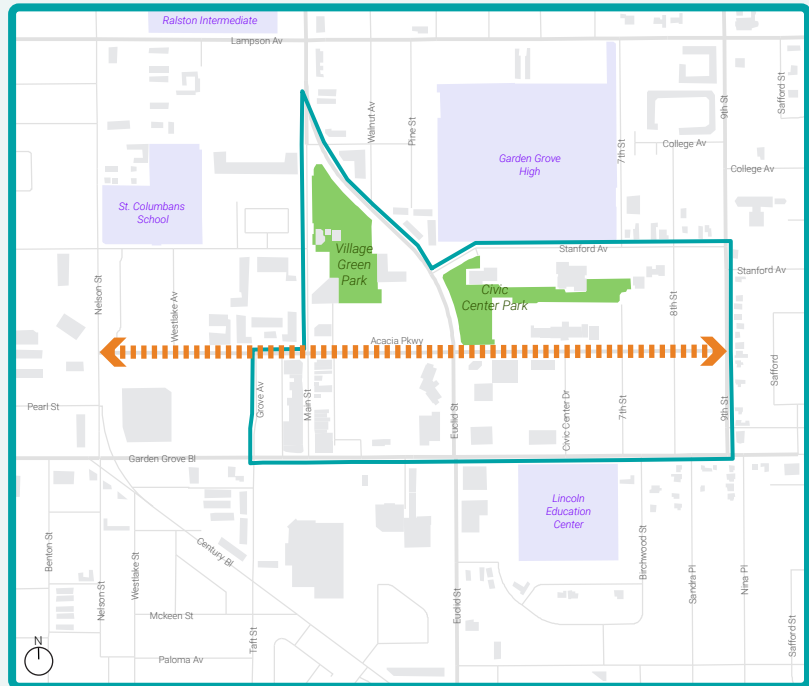 Ralston Intermediate
Lampson Av
Safford St
9th St
Walnut Av
Pine St
7th St
College Av
Garden Grove
High
College Av
St. Columbans
School
Stanford Av
Village
Green
Park
Stanford Av
Nelson St
Westlake Av
Civic
Center Park
8th St
Acacia Pkwy
Safford
Grove Av
Main St
Euclid St
Civic Center Dr
7th St
9th St
Pearl St
Garden Grove Bl
Lincoln
Education
Center
Benton St
Nelson St
Westlake St
Century Bl
Birchwood St
Sandra Pl
Nina Pl
Euclid St
Mckeen St
Taft St
Safford St
N
Paloma Av